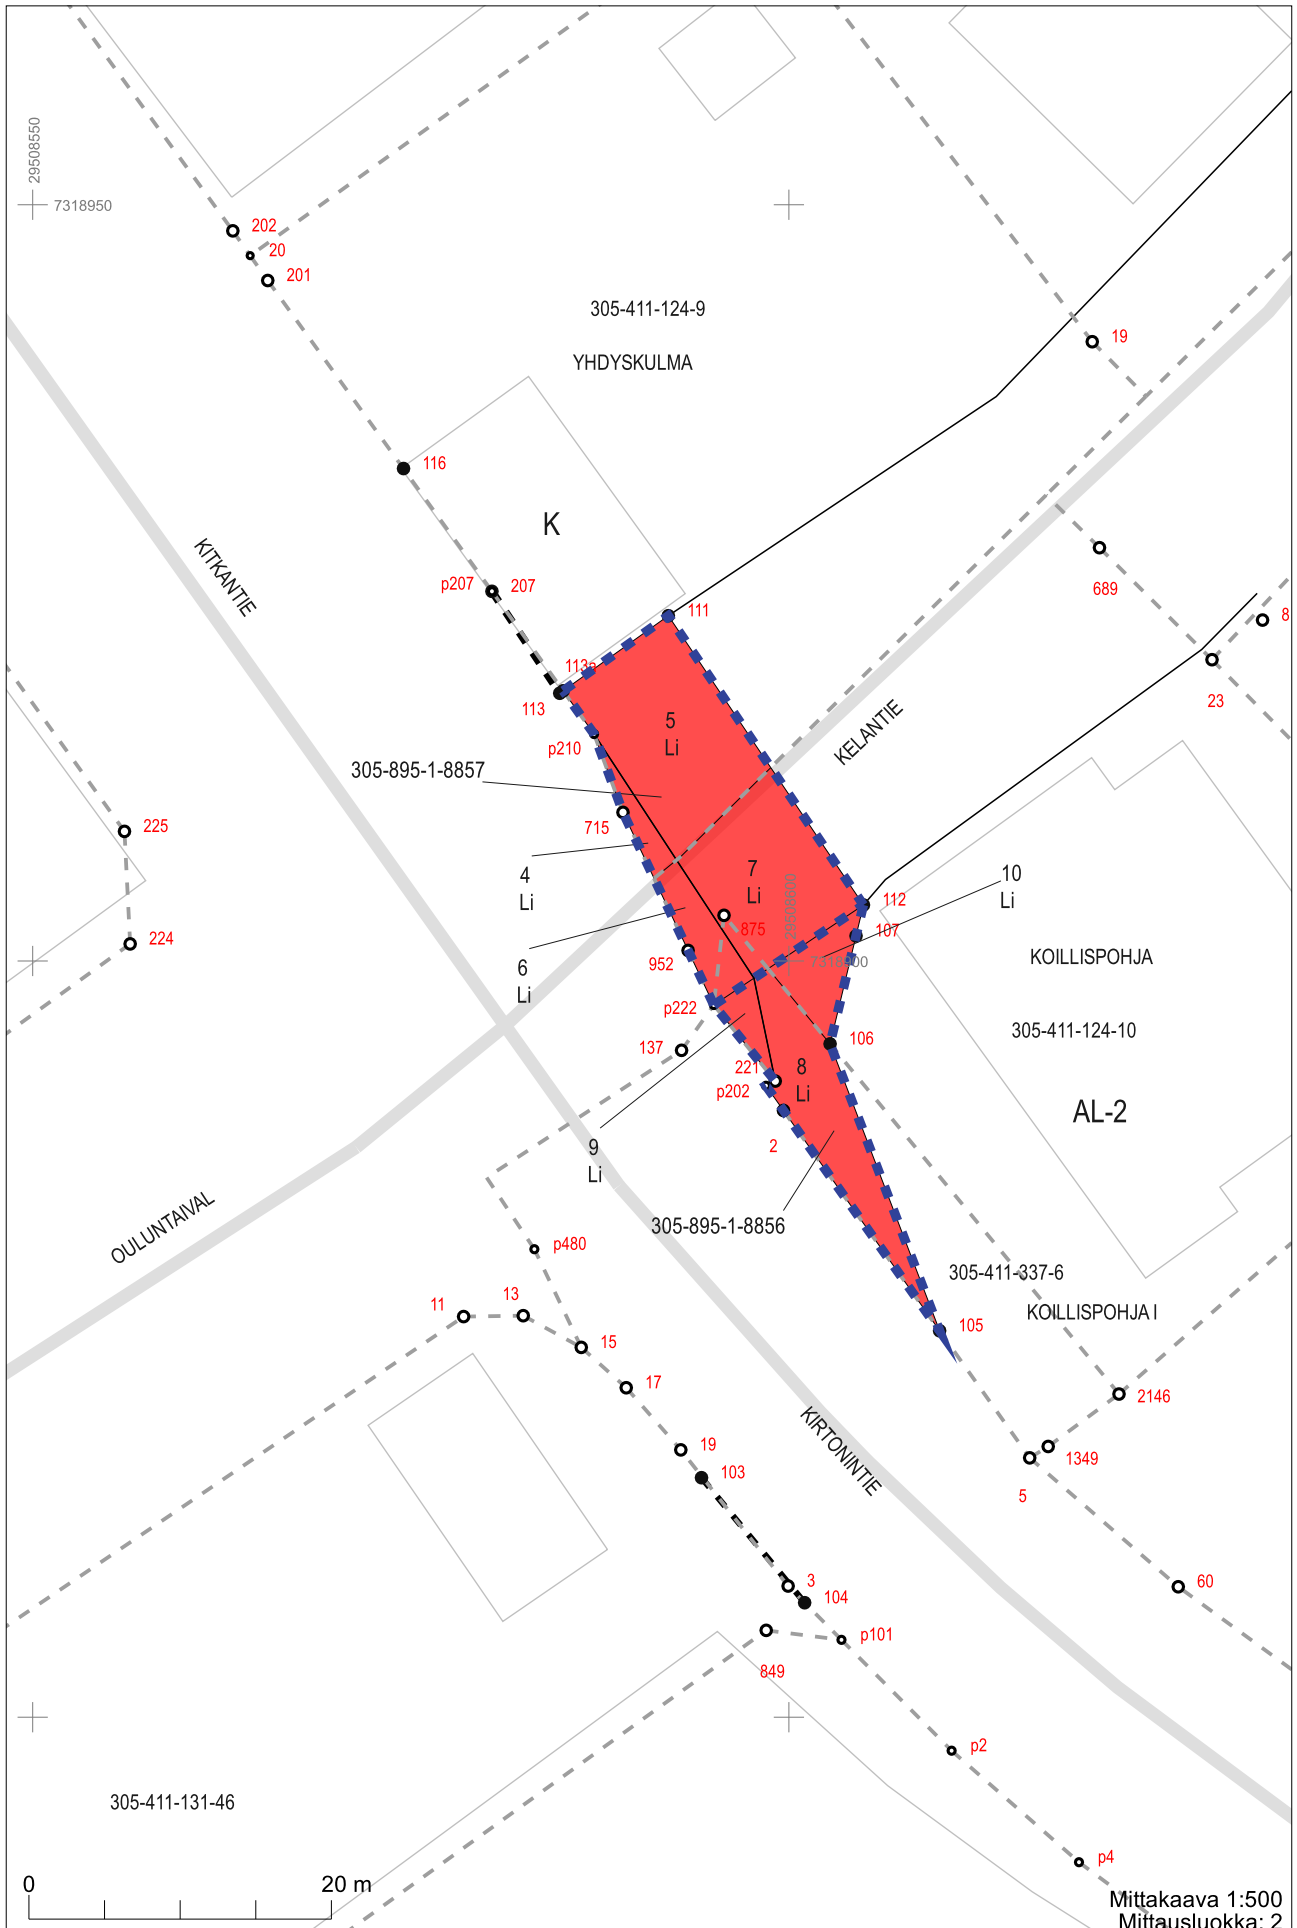 29508550
7318950
202
20
201
305-411-124-9
YHDYSKULMA
19
116
K
KITKANTIE
p207
207
689
111
8
113a
113
23
5
Li
p210
KELANTIE
305-895-1-8857
715
225
4
Li
7
Li
10
Li
29508600
112
875
107
224
952
7318900
KOILLISPOHJA
6
Li
p222
305-411-124-10
137
106
221
p202
8
Li
AL-2
2
9
Li
OULUNTAIVAL
305-895-1-8856
p480
305-411-337-6
11
13
KOILLISPOHJA I
105
15
17
2146
KIRTONINTIE
19
103
1349
5
3
104
60
p101
849
p2
305-411-131-46
p4
0
20 m
Mittakaava 1:500
Mittausluokka: 2